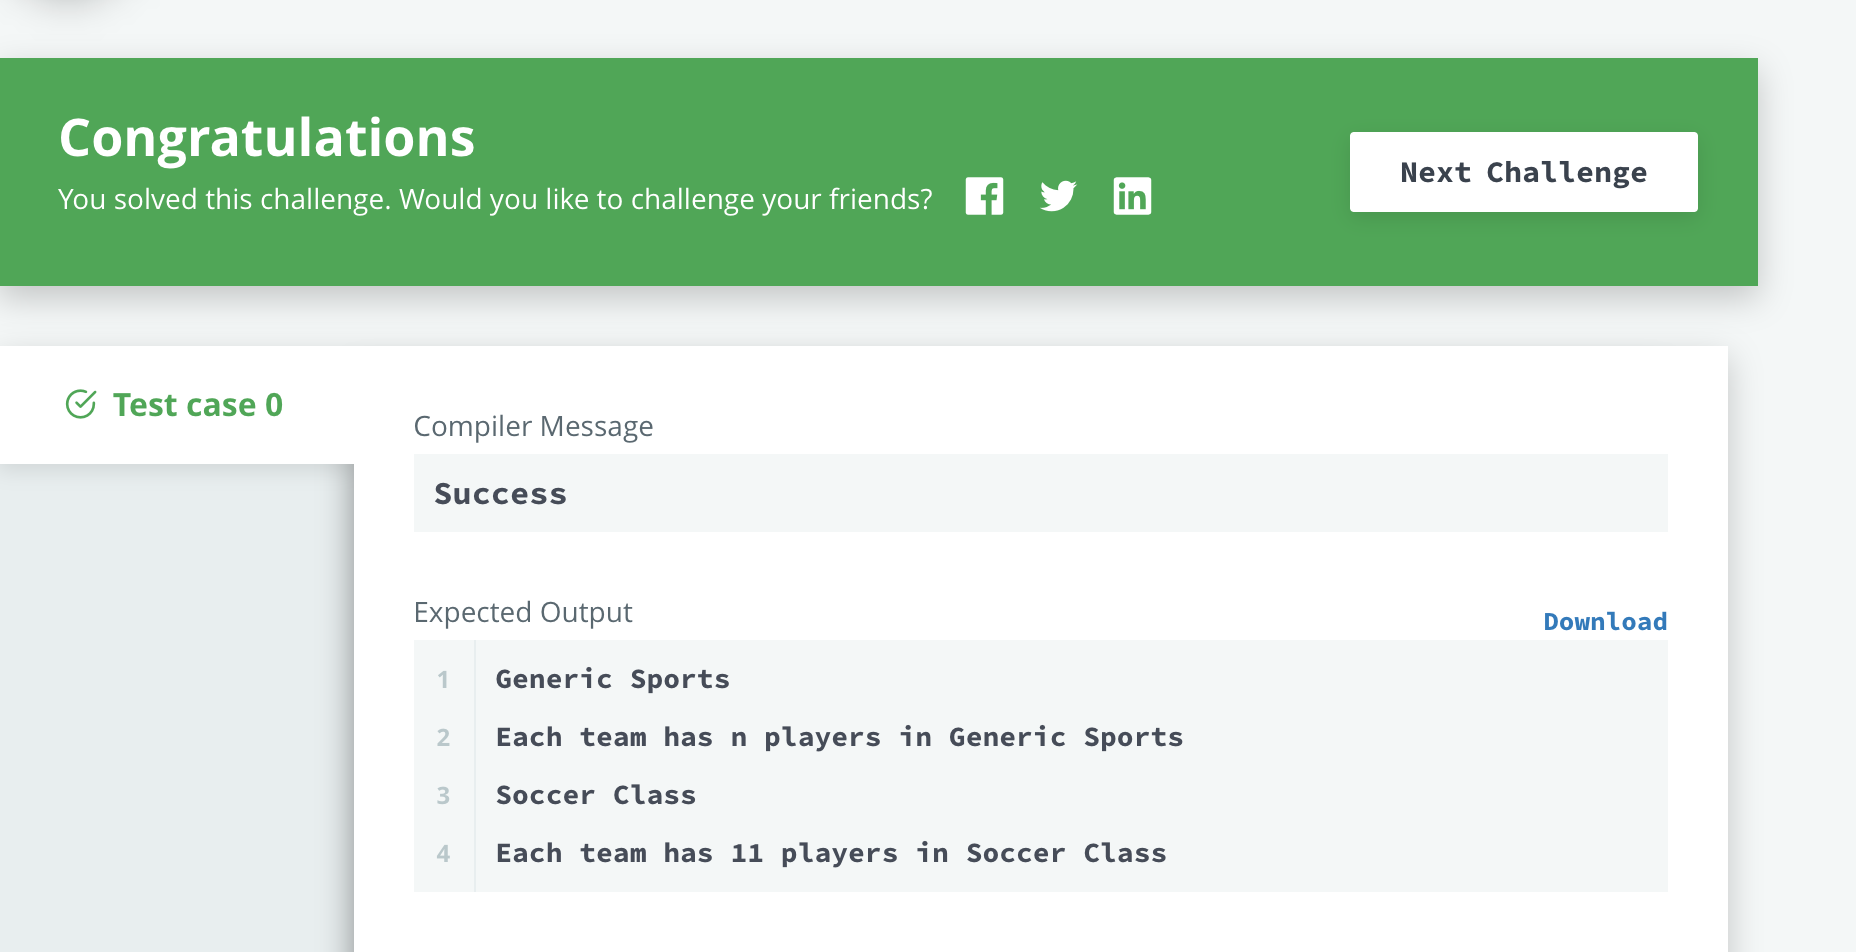 Congratulations
You solved this challenge. Would you like to challenge your friends?
Next Challenge
Test case 0
Compiler Message
Success
Expected Output
Download
1 Generic Sports
2 Each team has n players in Generic Sports
3 Soccer Class
4 Each team has 11 players in Soccer Class